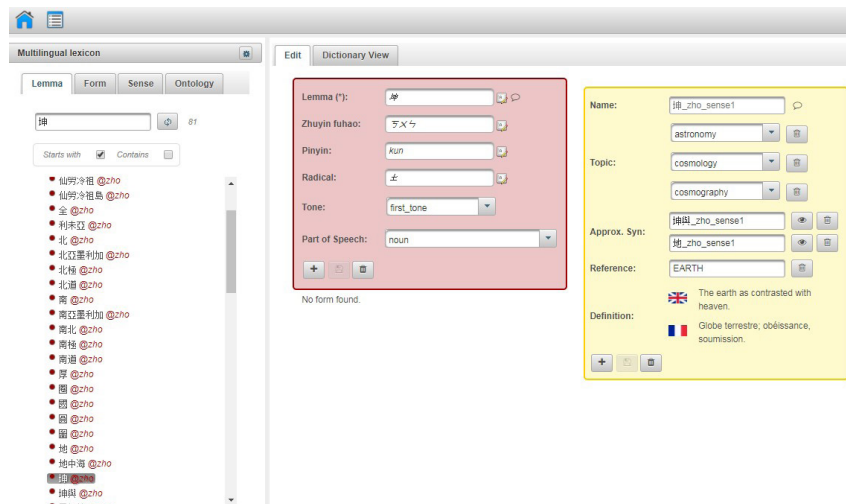 Multilingual lexicon
Lemma
Form
Sense
Ontology
坤
81
Starts with
Contains
仙勞冷祖 @zho
仙勞冷祖島 @zho
全 @zho
利未亞 @zho
北 @zho
北亞墨利加 @zho
北極 @zho
北道 @zho
南 @zho
南亞墨利加 @zho
南北 @zho
南極 @zho
南道 @zho
厚 @zho
圈 @zho
國 @zho
圓 @zho
圖 @zho
地 @zho
地中海 @zho
坤 @zho
坤輿 @zho
Edit
Dictionary View
Lemma (*):
坤
Zhuyin fuhao:
ㄎㄨㄣ
Pinyin:
kun
Radical:
土
Tone:
first_tone
Part of Speech:
noun
No form found.
Name:
坤_zho_sense1
Topic:
astronomy
cosmology
cosmography
Approx. Syn:
坤輿_zho_sense1
地_zho_sense1
Reference:
EARTH
Definition:
The earth as contrasted with
heaven.
Globe terrestre; obéissance,
soumission.